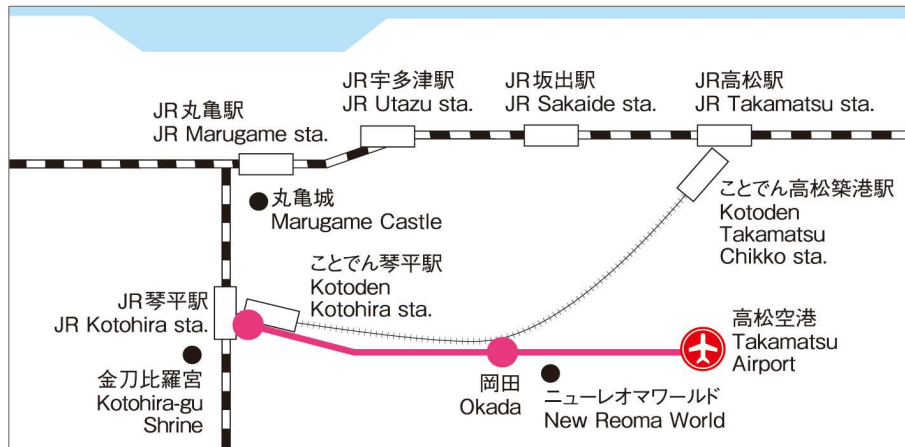 JR宇多津駅
JR Utazu sta.
JR坂出駅
JR Sakaide sta.
JR高松駅
JR Takamatsu sta.
JR丸亀駅
JR Marugame sta.
丸亀城
Marugame Castle
ことでん高松築港駅
Kotoden
Takamatsu
Chikko sta.
ことでん琴平駅
Kotoden
Kotohira sta.
JR琴平駅
JR Kotohira sta.
高松空港
Takamatsu
Airport
金刀比羅宮
Kotohira-gu
Shrine
岡田
Okada
ニューレオマワールド
New Reoma World